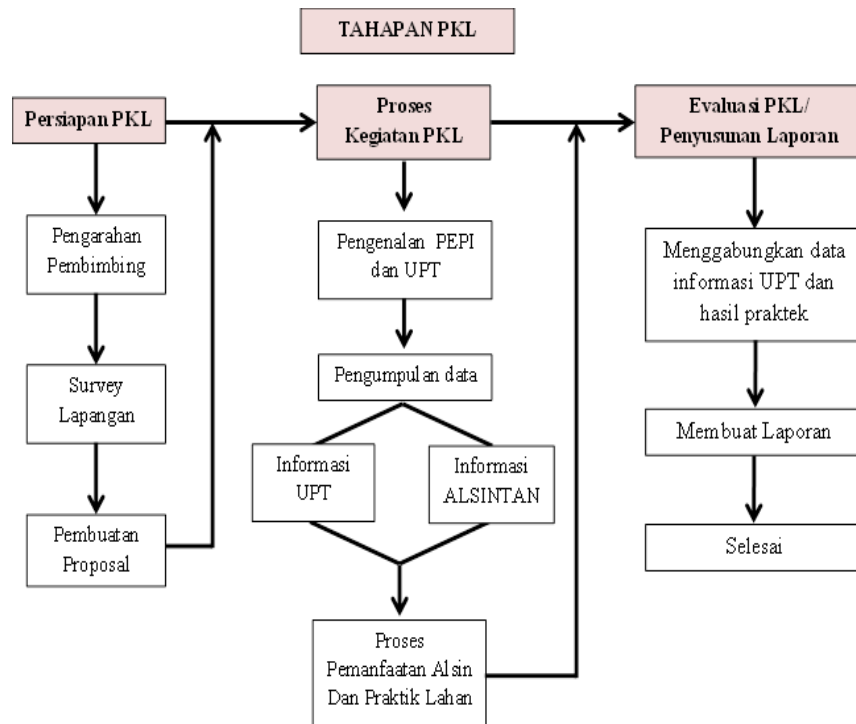 TAHAPAN PKL
Persiapan PKL
Pengarahan
Pembimbing
Survey
Lapangan
Pembuatan
Proposal
Proses
Kegiatan PKL
Pengenalan PEPI
dan UPT
Pengumpulan data
Informasi
UPT
Informasi
ALSINTAN
Proses
Pemanfaatan Alsin
Dan Praktik Lahan
Evaluasi PKL/
Penyusunan Laporan
Menggabungkan data
informasi UPT dan
hasil praktek
Membuat Laporan
Selesai